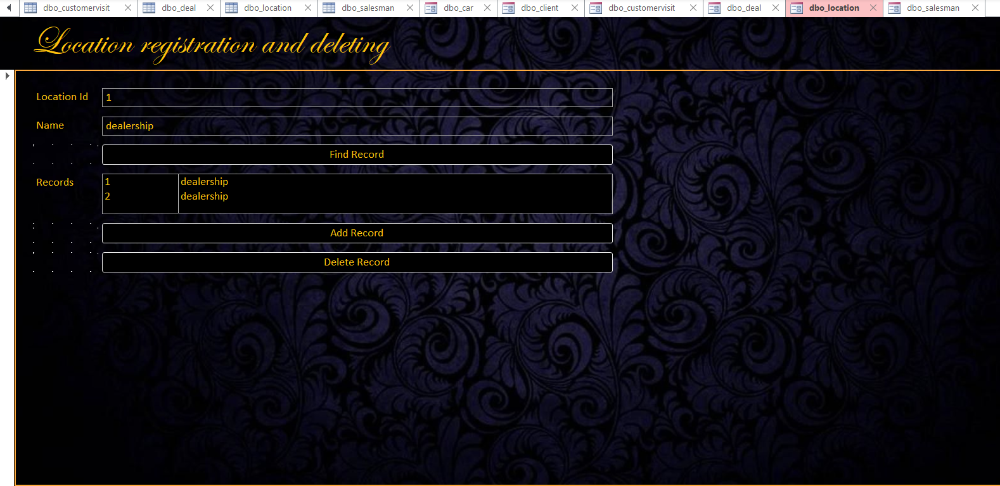 dbo_customervisit dbo_deal dbo_location dbo_salesman dbo_car dbo_client dbo_customervisit dbo_deal dbo_location dbo_salesman
Location registration and deleting
Location Id 1
Name dealership
Find Record
Records 1 dealership
2 dealership
Add Record
Delete Record